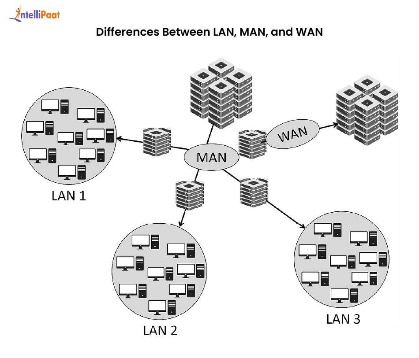 intelliPaat
Differences Between LAN, MAN, and WAN
WAN
MAN
LAN 1
LAN 2
LAN 3